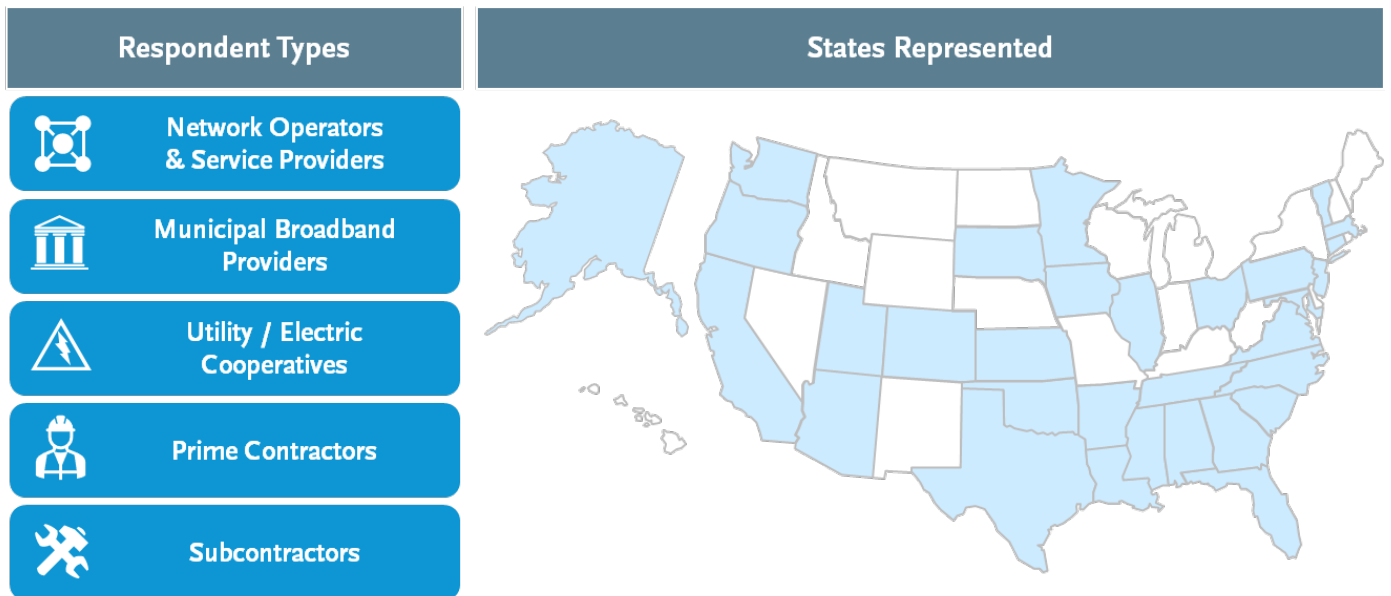 Respondent Types
States Represented
Network Operators
& Service Providers
Municipal Broadband
Providers
Utility / Electric
Cooperatives
Prime Contractors
Subcontractors